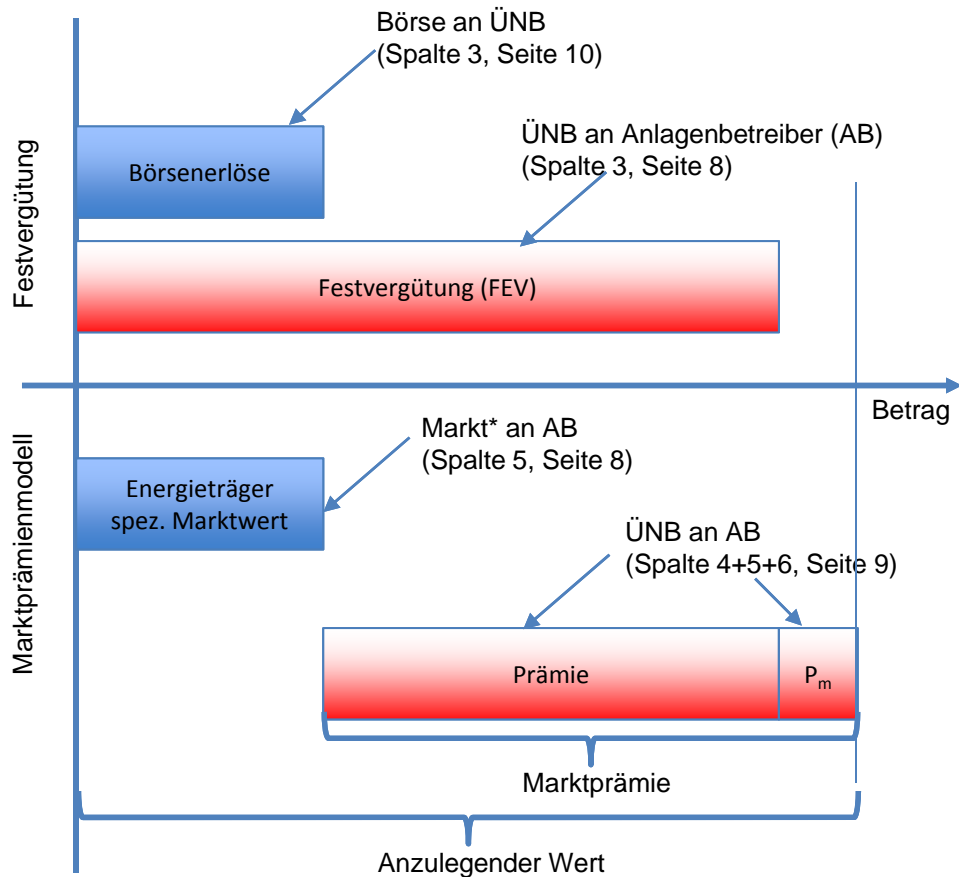 Börse an ÜNB
(Spalte 3, Seite 10)
Festvergütung
Börsenerlöse
ÜNB an Anlagenbetreiber (AB)
(Spalte 3, Seite 8)
Festvergütung (FEV)
Betrag
Marktprämienmodell
Markt* an AB
(Spalte 5, Seite 8)
Energieträger
spez. Marktwert
ÜNB an AB
(Spalte 4+5+6, Seite 9)
Prämie
Pm
Marktprämie
Anzulegender Wert